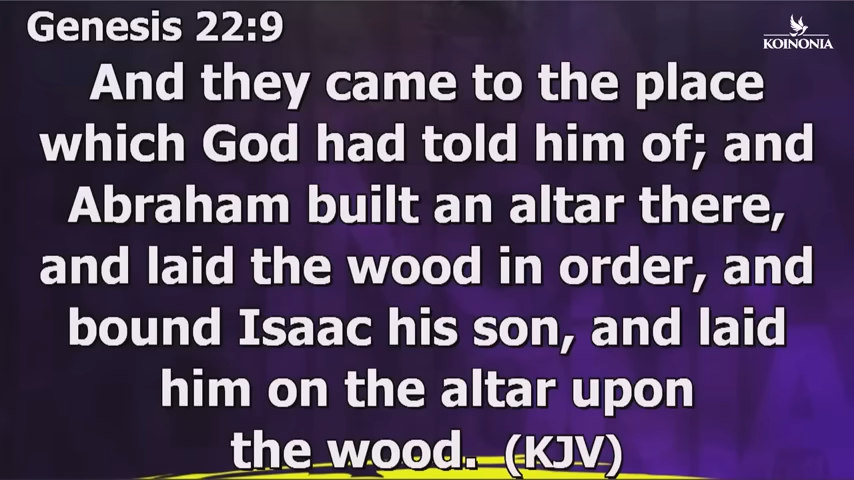 Genesis 22:9
KOINONIA
And they came to the place
which God had told him of; and
Abraham built an altar there,
and laid the wood in order, and
bound Isaac his son, and laid
him on the altar upon
the wood. (KJV)